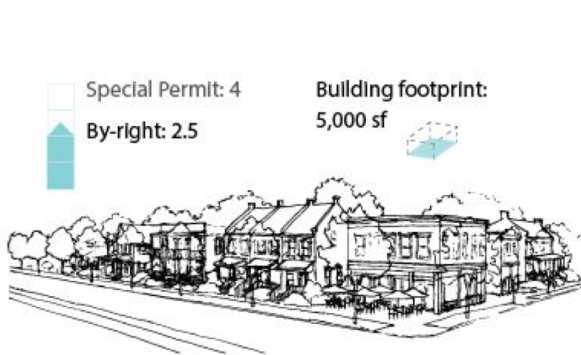 Special Permit: 4
By-right: 2.5
Building footprint:
5,000 sf